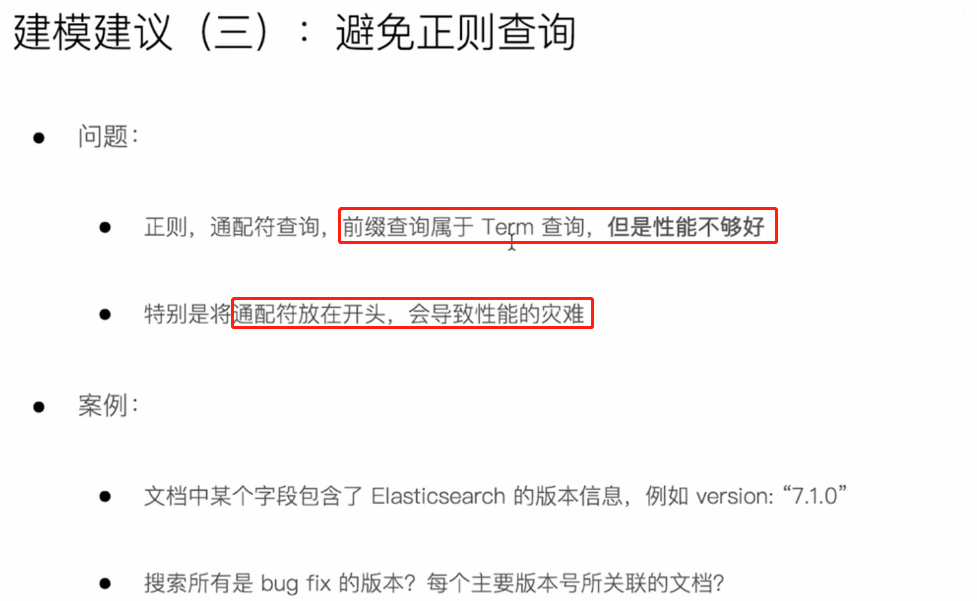 建模建议（三）：避免正则查询
问题：
正则，通配符查询，前缀查询属于 Term 查询，但是性能不够好
特别是将通配符放在开头，会导致性能的灾难
案例：
文档中某个字段包含了 Elasticsearch 的版本信息，例如 version: “7.1.0”
搜索所有是 bug fix 的版本？每个主要版本号所关联的文档？